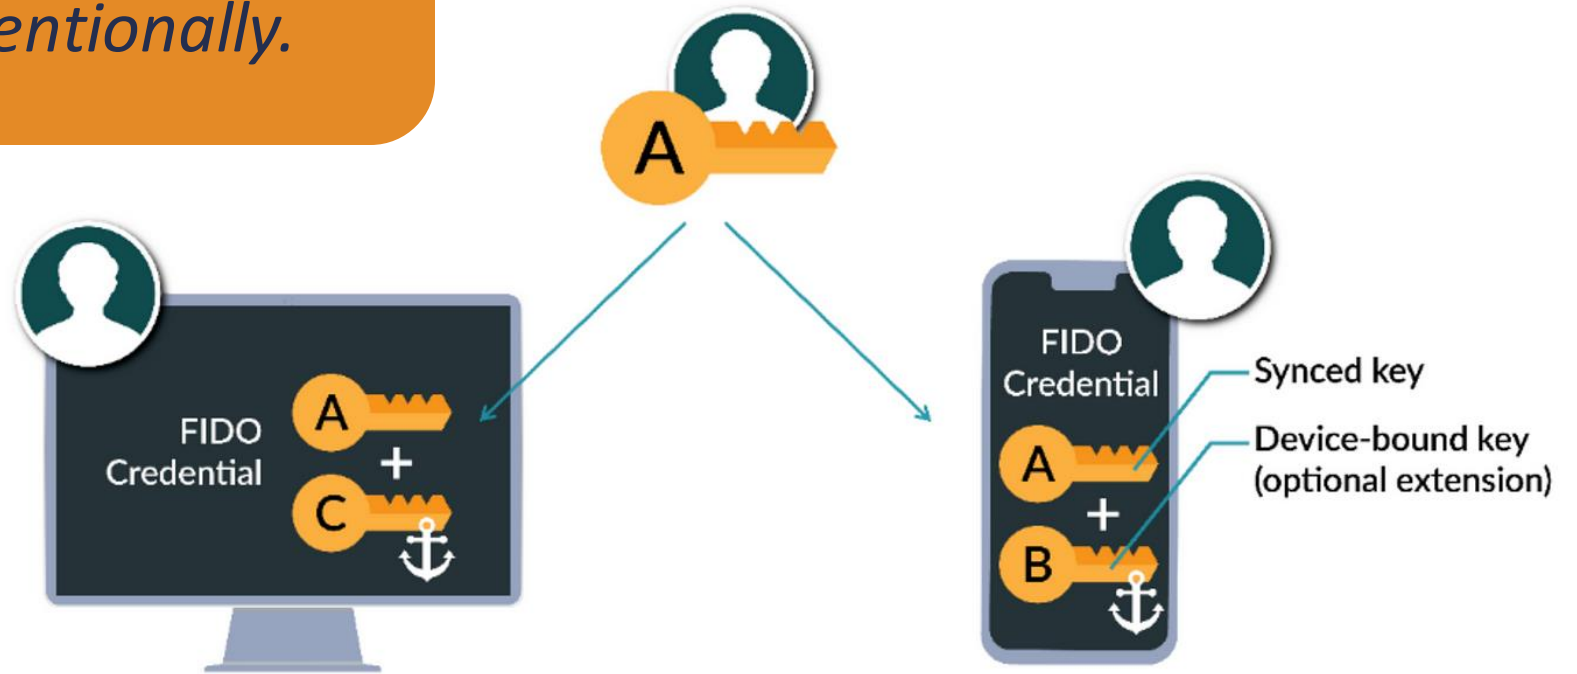 entionally.
A
FIDO
Credential
A
+
C
FIDO
Credential
A
+
B
Synced key
Device-bound key
(optional extension)